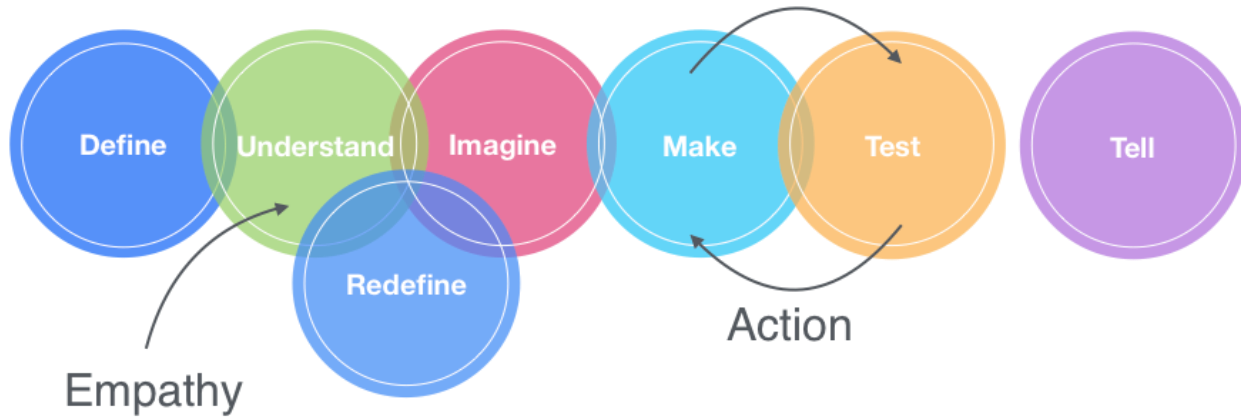 Define
Understand
Imagine
Make
Test
Tell
Redefine
Action
Empathy